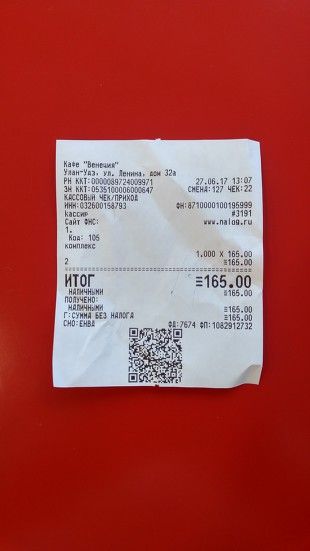 Кафе "Венеция"
Улан-Удэ, ул. Ленина, дом 32а
РН ККТ:0000089724009971 27.06.17 13:07
ЗН ККТ:0535100006000647 СМЕНА:127 ЧЕК:22
КАССОВЫЙ ЧЕК/ПРИХОД
ИНН:032600158793 ФН:8710000100195999
Кассир #3191
Сайт ФНС: www.nalog.ru
1.
Код: 105
комплекс
1.000 X 165.00
2 ≡165.00
ИТОГ ≡165.00
НАЛИЧНЫМИ ≡165.00
ПОЛУЧЕНО:
НАЛИЧНЫМИ ≡165.00
Г:СУММА БЕЗ НАЛОГА ≡165.00
СНО:ЕНВД ФД:7674 ФП:1082912732